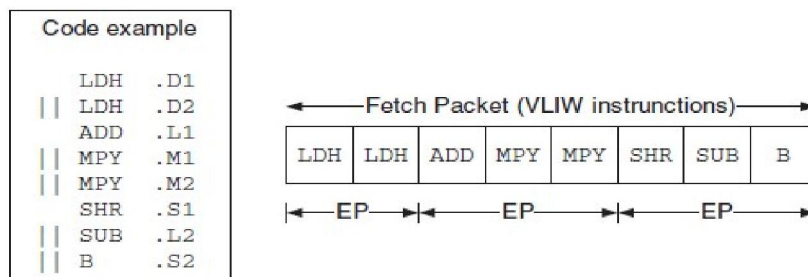 Code example
LDH .D1
|| LDH .D2
ADD .L1
|| MPY .M1
|| MPY .M2
SHR .S1
|| SUB .L2
|| B .S2
Fetch Packet (VLIW instrunctions)
LDH LDH ADD MPY MPY SHR SUB B
EP EP EP